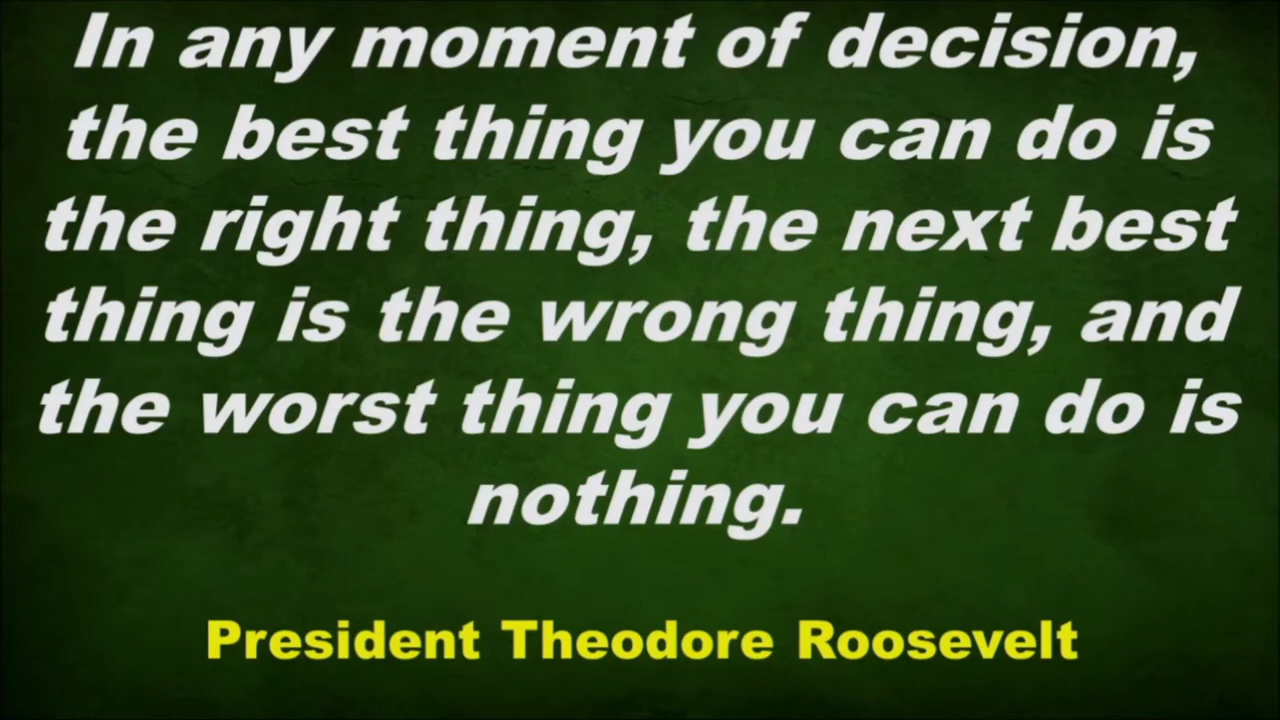 In any moment of decision,
the best thing you can do is
the right thing, the next best
thing is the wrong thing, and
the worst thing you can do is
nothing.
President Theodore Roosevelt